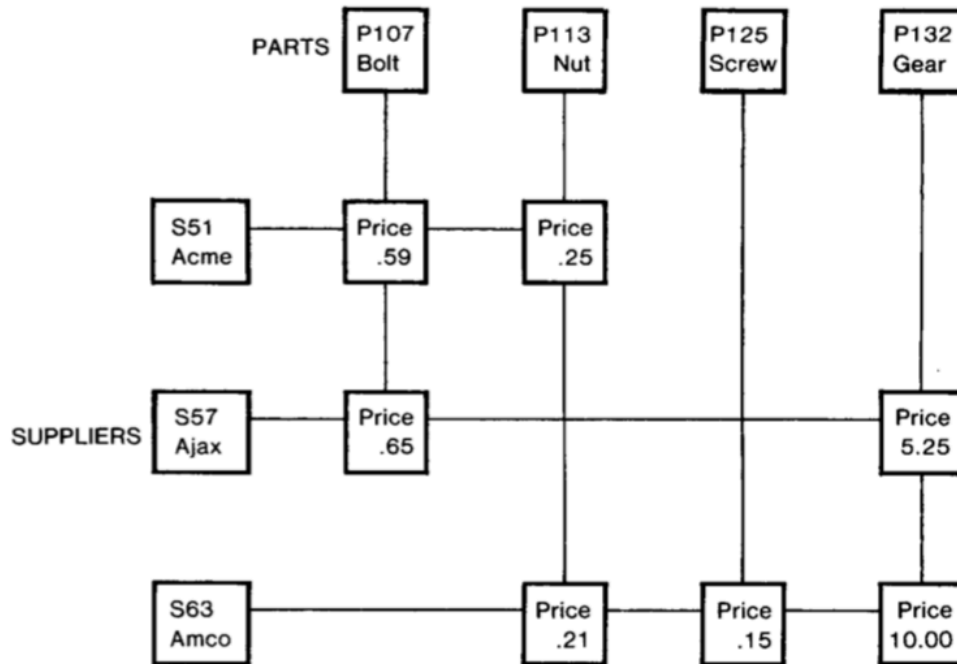 PARTS
P107
Bolt
P113
Nut
P125
Screw
P132
Gear
S51
Acme
Price
.59
Price
.25
SUPPLIERS
S57
Ajax
Price
.65
Price
5.25
S63
Amco
Price
.21
Price
.15
Price
10.00